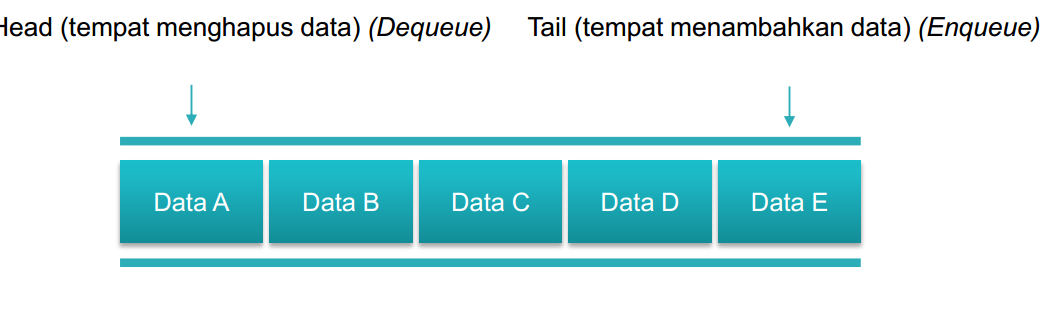 Head (tempat menghapus data) (Dequeue) Tail (tempat menambahkan data) (Enqueue)
Data A Data B Data C Data D Data E